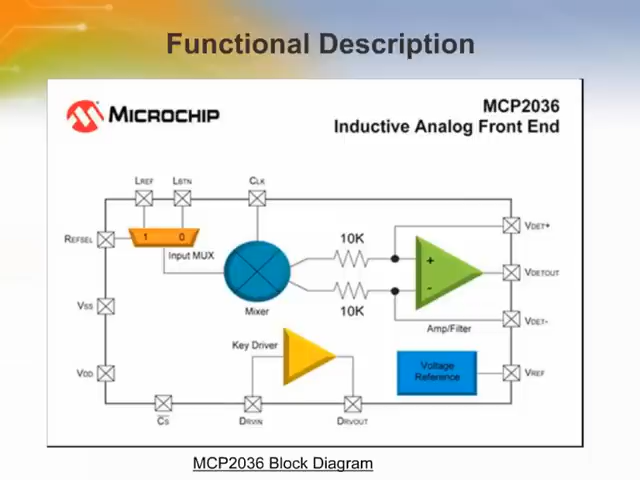 Functional Description
MICROCHIP
MCP2036
Inductive Analog Front End
LREF
LBTN
CLK
REFSEL
1 0
Input MUX
10K
VDET+
+
VDETOUT
-
Mixer
10K
Amp/Filter
VDET-
VSS
Key Driver
Voltage
Reference
VDD
VREF
CS
DRVIN
DRVOUT
MCP2036 Block Diagram